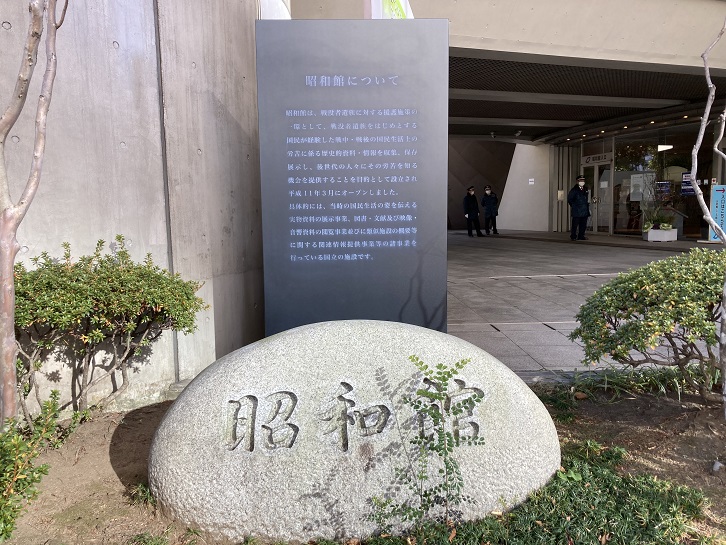 昭和館について
昭和館は、戦没者遺族に対する援護施策の
一環として、戦没者遺族をはじめとする
国民が経験した戦中・戦後の国民生活上の
労苦に係る歴史的資料・情報を収集、保存
展示し、後世代の人々にその労苦を知る
機会を提供することを目的として設立され
平成11年3月にオープンしました。
具体的には、当時の国民生活の姿を伝える
実物資料の展示事業、図書・文献及び映像・
音響資料の閲覧事業並びに類似施設の概要等
に関する関連情報提供事業等の諸事業を
行っている国立の施設です。
昭和館